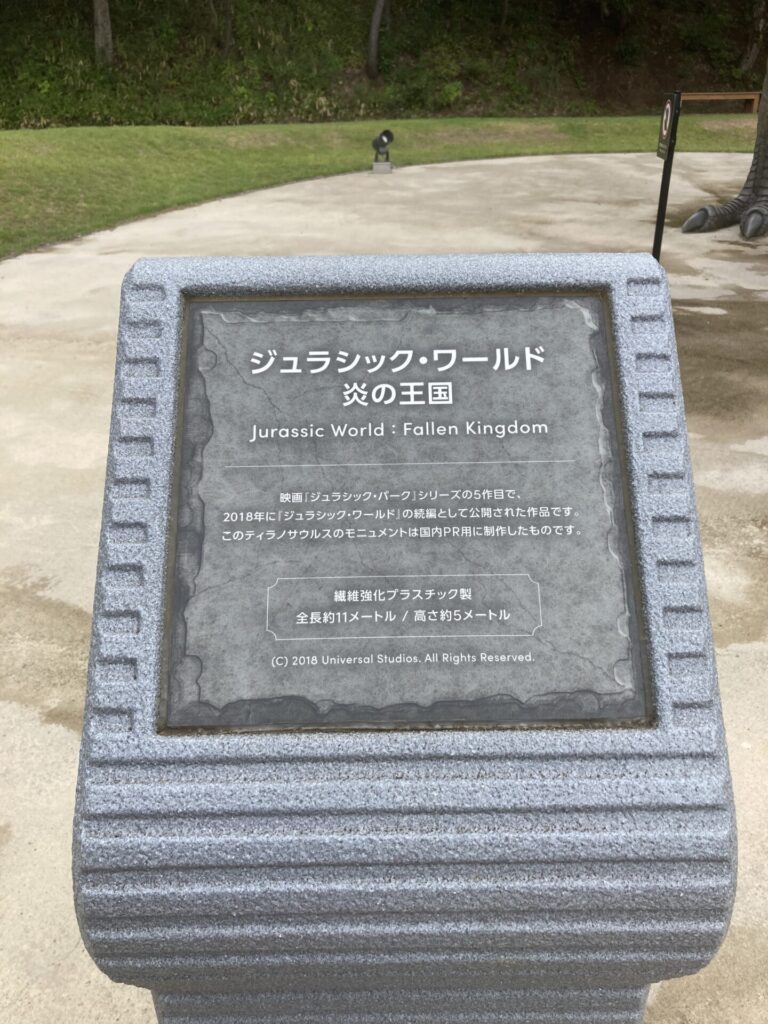 ジュラシック・ワールド
炎の王国
Jurassic World : Fallen Kingdom
映画『ジュラシック・パーク』シリーズの5作目で、
2018年に『ジュラシック・ワールド』の続編として公開された作品です。
このティラノサウルスのモニュメントは国内PR用に制作したものです。
繊維強化プラスチック製
全長約11メートル / 高さ約5メートル
(C) 2018 Universal Studios. All Rights Reserved.